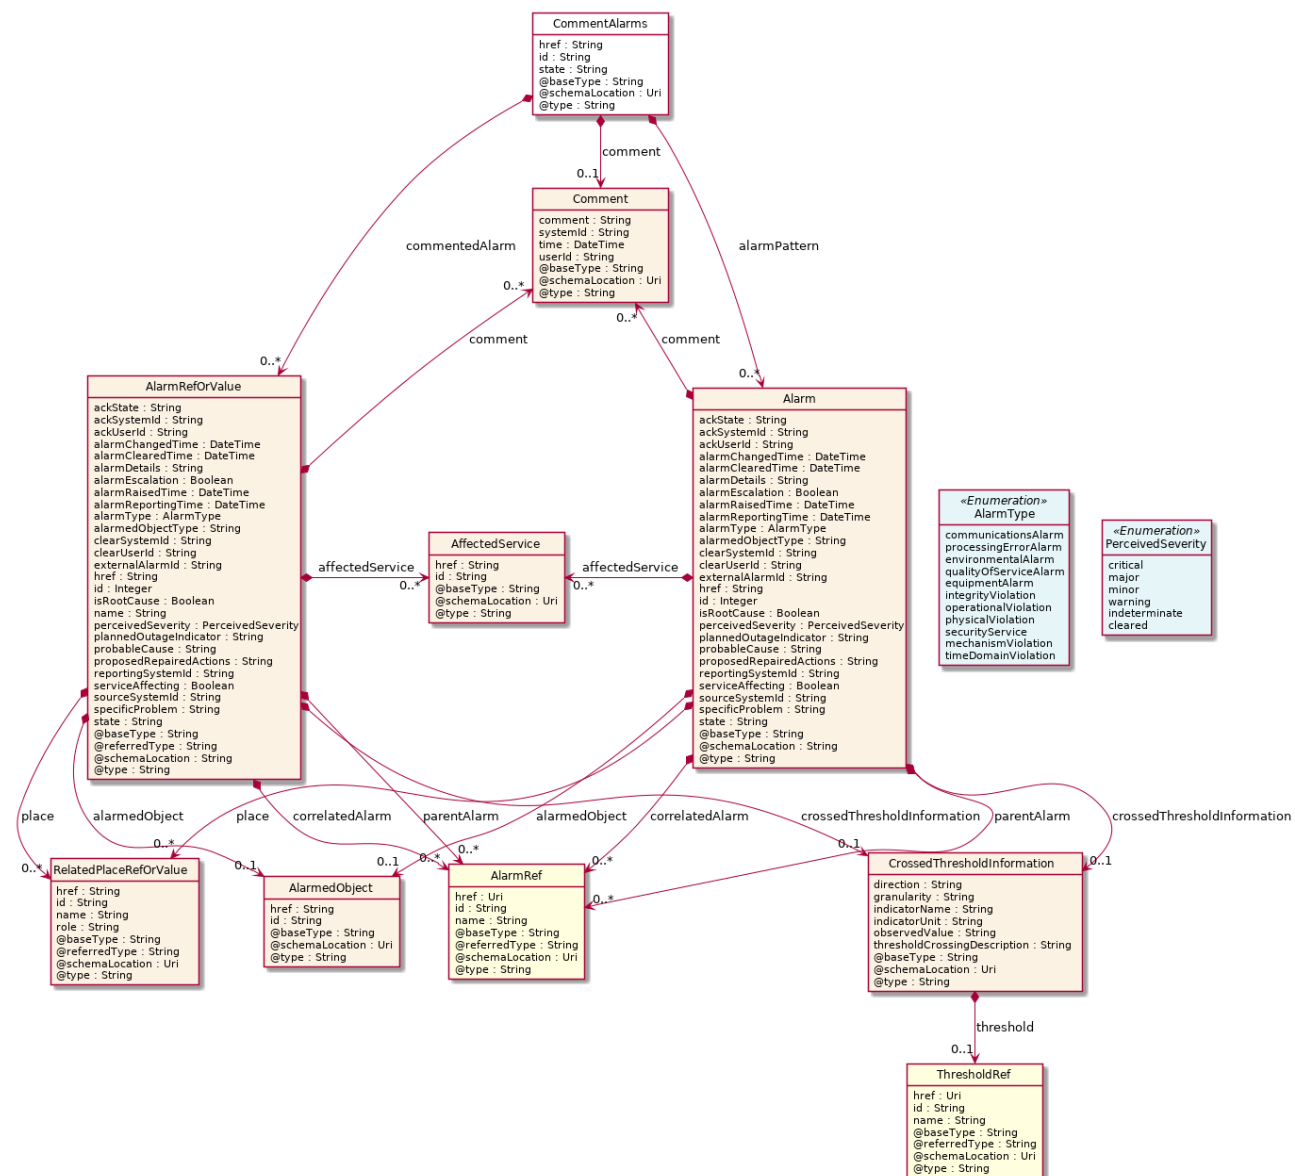 CommentAlarms
href : String
id : String
state : String
@baseType : String
@schemaLocation : Uri
@type : String
comment
0..1
Comment
comment : String
systemId : String
time : DateTime
userId : String
@baseType : String
@schemaLocation : Uri
@type : String
commentedAlarm
alarmPattern
0..*
0..*
comment
comment
0..*
0..*
AlarmRefOrValue
ackState : String
ackSystemId : String
ackUserId : String
alarmChangedTime : DateTime
alarmClearedTime : DateTime
alarmDetails : String
alarmEscalation : Boolean
alarmRaisedTime : DateTime
alarmReportingTime : DateTime
alarmType : AlarmType
alarmedObjectType : String
clearSystemId : String
clearUserId : String
externalAlarmId : String
href : String
id : Integer
isRootCause : Boolean
name : String
perceivedSeverity : PerceivedSeverity
plannedOutageIndicator : String
probableCause : String
proposedRepairedActions : String
reportingSystemId : String
serviceAffecting : Boolean
sourceSystemId : String
specificProblem : String
state : String
@baseType : String
@referredType : String
@schemaLocation : String
@type : String
affectedService
0..*
AffectedService
href : String
id : String
@baseType : String
@schemaLocation : Uri
@type : String
affectedService
0..*
Alarm
ackState : String
ackSystemId : String
ackUserId : String
alarmChangedTime : DateTime
alarmClearedTime : DateTime
alarmDetails : String
alarmEscalation : Boolean
alarmRaisedTime : DateTime
alarmReportingTime : DateTime
alarmType : AlarmType
alarmedObjectType : String
clearSystemId : String
clearUserId : String
externalAlarmId : String
href : String
id : Integer
isRootCause : Boolean
perceivedSeverity : PerceivedSeverity
plannedOutageIndicator : String
probableCause : String
proposedRepairedActions : String
reportingSystemId : String
serviceAffecting : Boolean
sourceSystemId : String
specificProblem : String
state : String
@baseType : String
@schemaLocation : String
@type : String
«Enumeration»
AlarmType
communicationsAlarm
processingErrorAlarm
environmentalAlarm
qualityOfServiceAlarm
equipmentAlarm
integrityViolation
operationalViolation
physicalViolation
securityService
mechanismViolation
timeDomainViolation
«Enumeration»
PerceivedSeverity
critical
major
minor
warning
indeterminate
cleared
place
alarmedObject
place
correlatedAlarm
parentAlarm
alarmedObject
correlatedAlarm
crossedThresholdInformation
parentAlarm
crossedThresholdInformation
0..*
0..*
0..1
0..1
0..*
0..*
0..*
0..*
0..1
0..1
RelatedPlaceRefOrValue
href : String
id : String
name : String
role : String
@baseType : String
@referredType : String
@schemaLocation : Uri
@type : String
AlarmedObject
href : String
id : String
@baseType : String
@schemaLocation : Uri
@type : String
AlarmRef
href : Uri
id : String
name : String
@baseType : String
@referredType : String
@schemaLocation : Uri
@type : String
CrossedThresholdInformation
direction : String
granularity : String
indicatorName : String
indicatorUnit : String
observedValue : String
thresholdCrossingDescription : String
@baseType : String
@schemaLocation : Uri
@type : String
threshold
0..1
ThresholdRef
href : Uri
id : String
name : String
@baseType : String
@referredType : String
@schemaLocation : Uri
@type : String